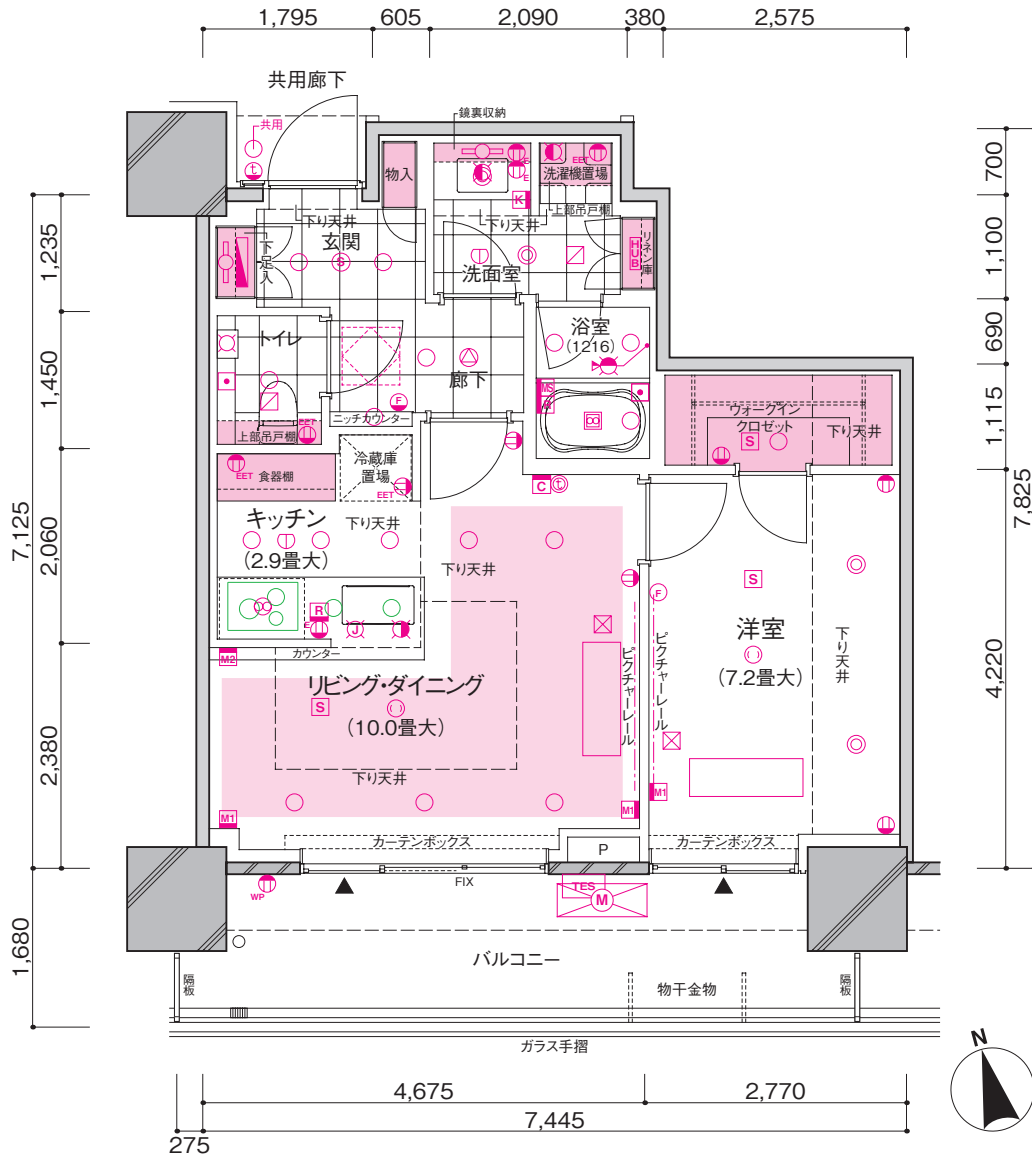 1,795
605
2,090
380
2,575
共用廊下
共用
t
鏡裏収納
E
E
EET
洗濯機置場
物入
K
上部吊戸棚
下り天井
下り天井
玄関
S
下足入
洗面室
HUB
リネン庫
浴室
(1216)
トイレ
廊下
F
MS
ニッチカウンター
EET
上部吊戸棚
ウォークイン
クロゼット
S
下り天井
EET
食器棚
冷蔵庫
置場
EET
C
t
キッチン
(2.9畳大)
下り天井
下り天井
S
F
R
E
J
洋室
(7.2畳大)
下り天井
カウンター
M2
リビング・ダイニング
(10.0畳大)
S
ピクチャーレール
ピクチャーレール
下り天井
M1
M1
M1
カーテンボックス
カーテンボックス
P
FIX
WP
TES
M
バルコニー
隔板
物干金物
隔板
ガラス手摺
N
7,125
1,235
1,450
2,060
2,380
1,680
700
1,100
690
1,115
4,220
7,825
4,675
2,770
7,445
275